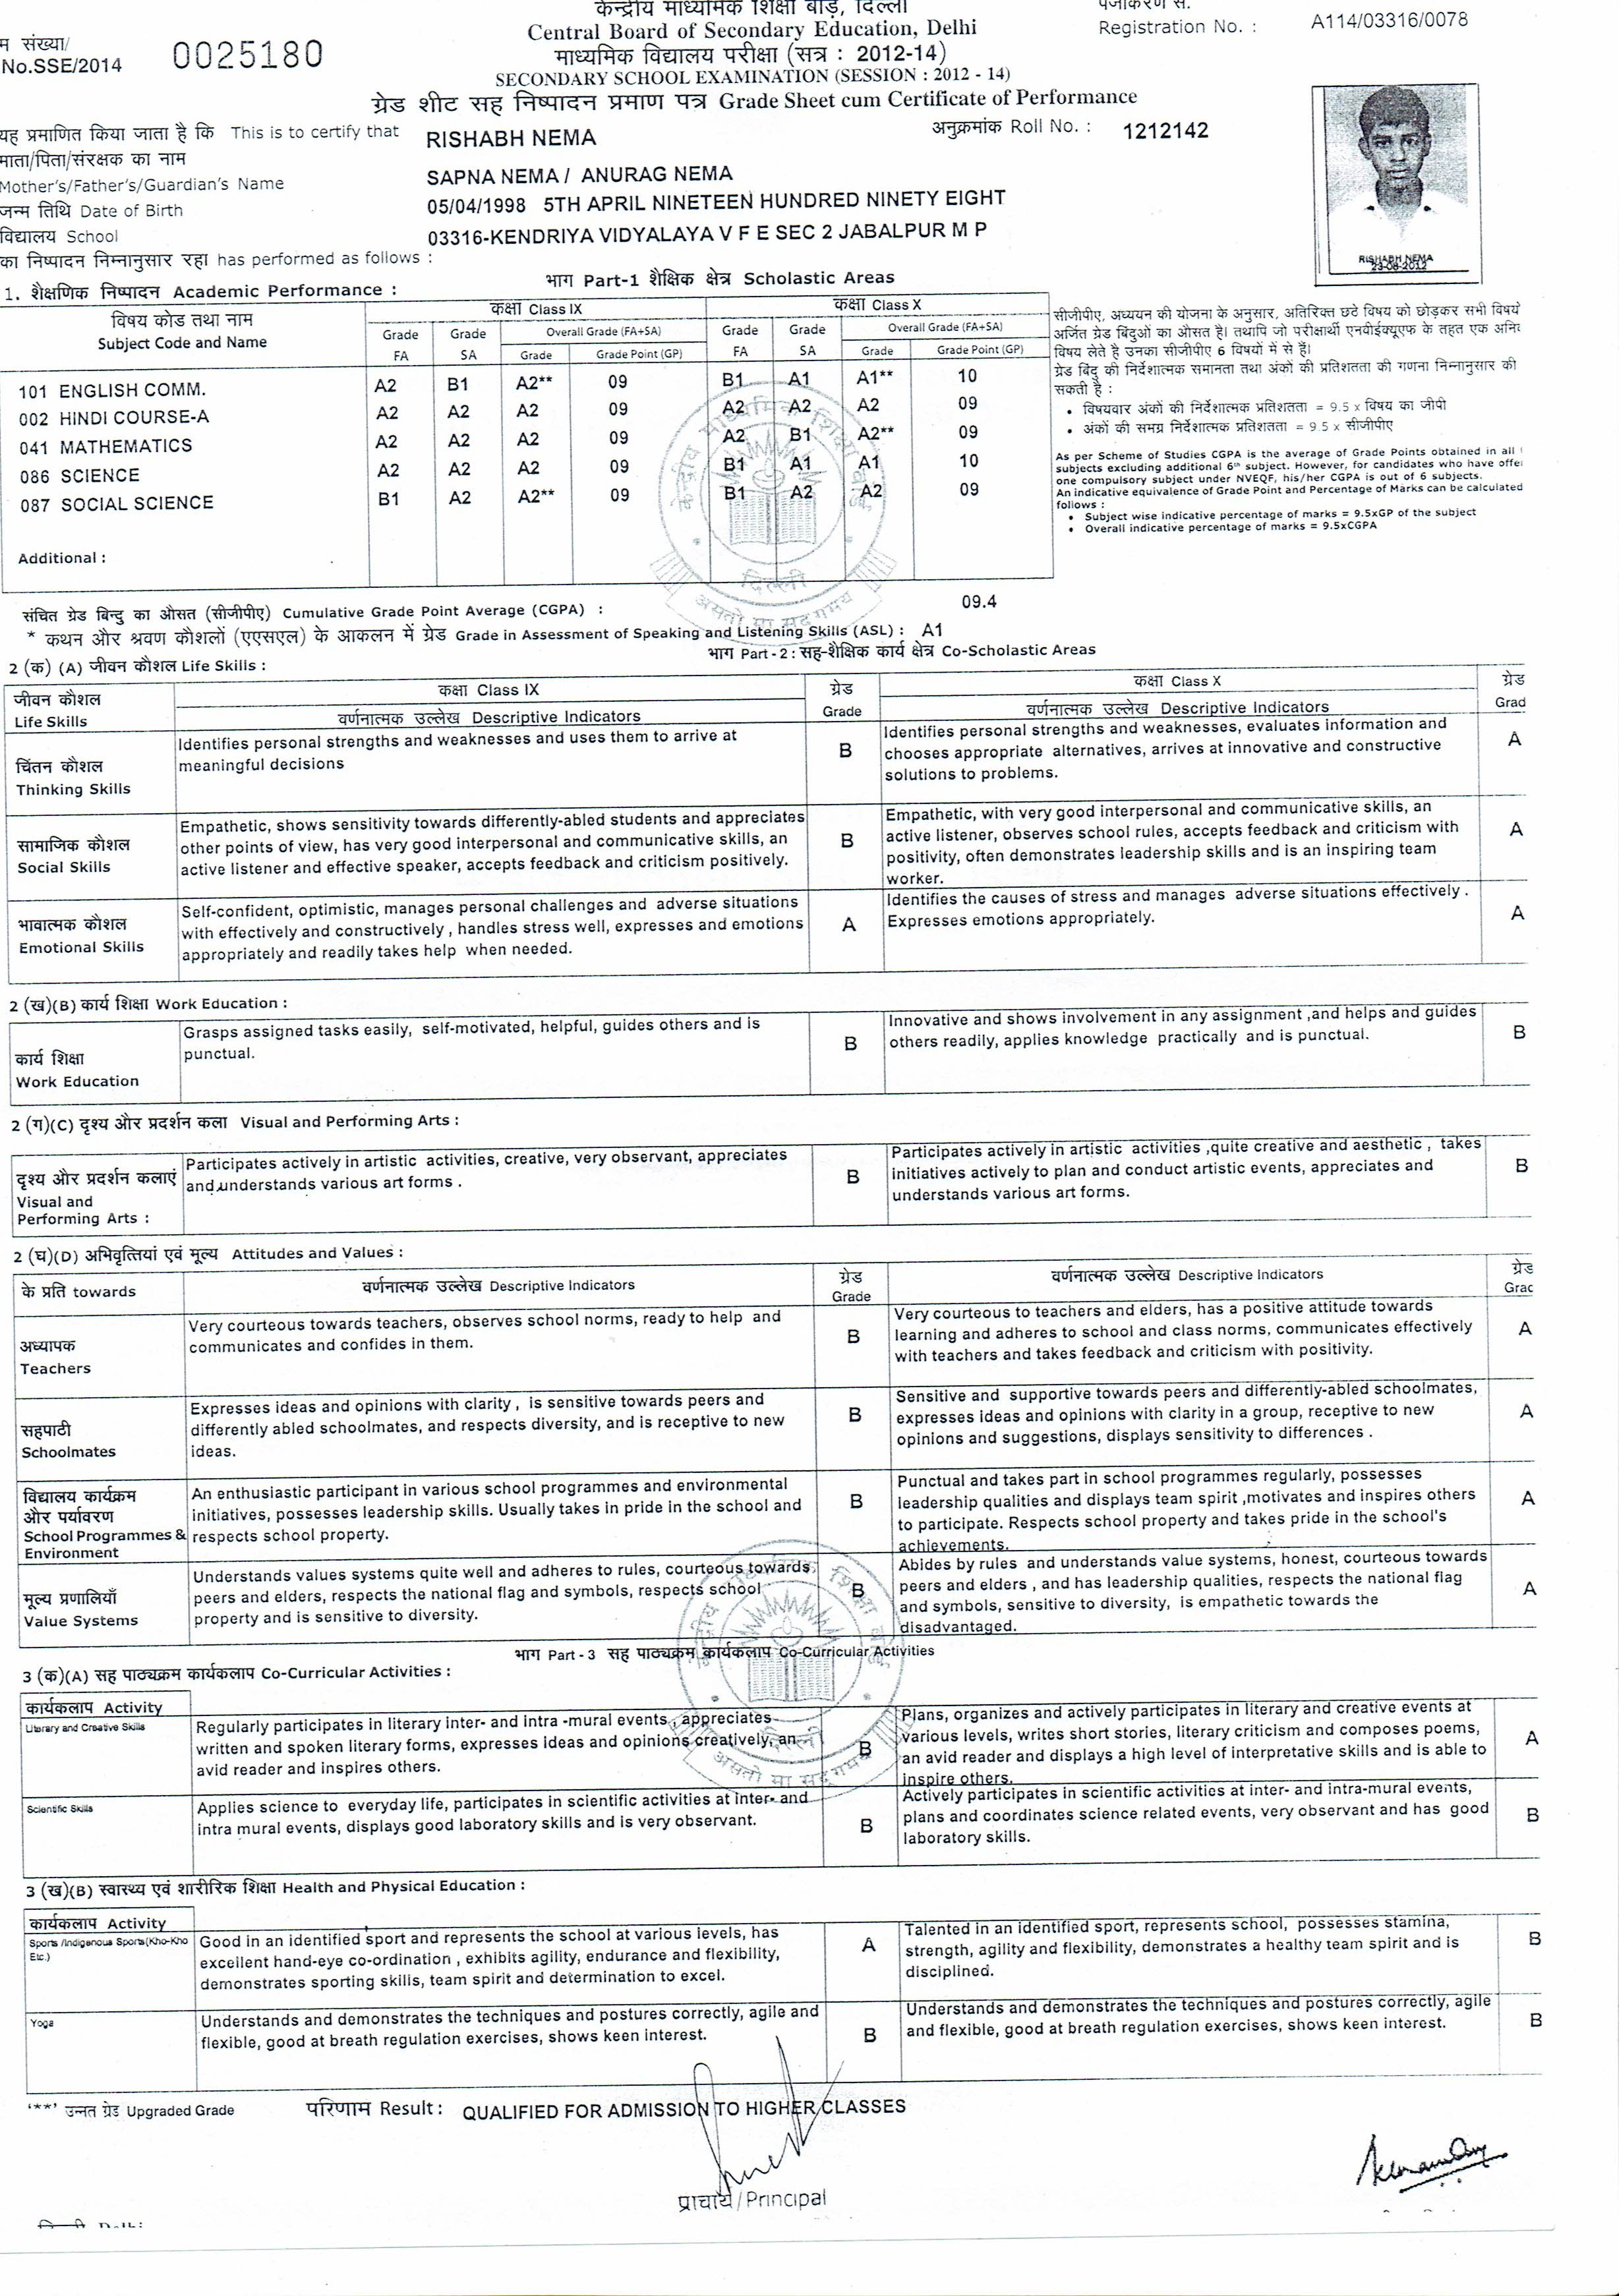 केन्द्रीय माध्यमिक शिक्षा बोर्ड, दिल्ली
पंजीकरण सं.
Central Board of Secondary Education, Delhi
Registration No. : A114/03316/0078
म संख्या/
No.SSE/2014 0025180
माध्यमिक विद्यालय परीक्षा (सत्र : 2012-14)
SECONDARY SCHOOL EXAMINATION (SESSION : 2012 - 14)
ग्रेड शीट सह निष्पादन प्रमाण पत्र Grade Sheet cum Certificate of Performance
यह प्रमाणित किया जाता है कि This is to certify that RISHABH NEMA अनुक्रमांक Roll No. : 1212142
माता/पिता/संरक्षक का नाम
Mother's/Father's/Guardian's Name SAPNA NEMA / ANURAG NEMA
जन्म तिथि Date of Birth 05/04/1998 5TH APRIL NINETEEN HUNDRED NINETY EIGHT
विद्यालय School 03316-KENDRIYA VIDYALAYA V F E SEC 2 JABALPUR M P
RISHABH NEMA
23-08-2012
का निष्पादन निम्नानुसार रहा has performed as follows :
भाग Part-1 शैक्षिक क्षेत्र Scholastic Areas
1. शैक्षणिक निष्पादन Academic Performance :
विषय कोड तथा नाम
Subject Code and Name
कक्षा Class IX कक्षा Class X
Grade Grade Overall Grade (FA+SA) Grade Grade Overall Grade (FA+SA)
FA SA Grade Grade Point (GP) FA SA Grade Grade Point (GP)
101 ENGLISH COMM. A2 B1 A2** 09 B1 A1 A1** 10
002 HINDI COURSE-A A2 A2 A2 09 A2 A2 A2 09
041 MATHEMATICS A2 A2 A2 09 A2 B1 A2** 09
086 SCIENCE A2 A2 A2 09 B1 A1 A1 10
087 SOCIAL SCIENCE B1 A2 A2** 09 B1 A2 A2 09
Additional :
सीजीपीए, अध्ययन की योजना के अनुसार, अतिरिक्त छठे विषय को छोड़कर सभी विषयों
अर्जित ग्रेड बिंदुओं का औसत है। तथापि जो परीक्षार्थी एनवीईक्यूएफ के तहत एक अनि
विषय लेते है उनका सीजीपीए 6 विषयों में से हैं।
ग्रेड बिंदु की निर्देशात्मक समानता तथा अंकों की प्रतिशतता की गणना निम्नानुसार की
सकती है :
• विषयवार अंकों की निर्देशात्मक प्रतिशतता = 9.5 x विषय का जीपी
• अंकों की समग्र निर्देशात्मक प्रतिशतता = 9.5 x सीजीपीए
As per Scheme of Studies CGPA is the average of Grade Points obtained in all
subjects excluding additional 6th subject. However, for candidates who have offe
one compulsory subject under NVEQF, his/her CGPA is out of 6 subjects.
An indicative equivalence of Grade Point and Percentage of Marks can be calculated
follows :
• Subject wise indicative percentage of marks = 9.5xGP of the subject
• Overall indicative percentage of marks = 9.5xCGPA
केन्द्रीय माध्यमिक शिक्षा बोर्ड
दिल्ली
असतो मा सद्गमय
संचित ग्रेड बिन्दु का औसत (सीजीपीए) Cumulative Grade Point Average (CGPA) : 09.4
* कथन और श्रवण कौशलों (एएसएल) के आकलन में ग्रेड Grade in Assessment of Speaking and Listening Skills (ASL) : A1
भाग Part - 2 : सह-शैक्षिक कार्य क्षेत्र Co-Scholastic Areas
2 (क) (A) जीवन कौशल Life Skills :
जीवन कौशल
Life Skills
कक्षा Class IX
वर्णनात्मक उल्लेख Descriptive Indicators
ग्रेड
Grade
कक्षा Class X
वर्णनात्मक उल्लेख Descriptive Indicators
ग्रेड
Grad
चिंतन कौशल
Thinking Skills
Identifies personal strengths and weaknesses and uses them to arrive at
meaningful decisions
B
Identifies personal strengths and weaknesses, evaluates information and
chooses appropriate alternatives, arrives at innovative and constructive
solutions to problems.
A
सामाजिक कौशल
Social Skills
Empathetic, shows sensitivity towards differently-abled students and appreciates
other points of view, has very good interpersonal and communicative skills, an
active listener and effective speaker, accepts feedback and criticism positively.
B
Empathetic, with very good interpersonal and communicative skills, an
active listener, observes school rules, accepts feedback and criticism with
positivity, often demonstrates leadership skills and is an inspiring team
worker.
A
भावात्मक कौशल
Emotional Skills
Self-confident, optimistic, manages personal challenges and adverse situations
with effectively and constructively , handles stress well, expresses and emotions
appropriately and readily takes help when needed.
A
Identifies the causes of stress and manages adverse situations effectively .
Expresses emotions appropriately.
A
2 (ख)(B) कार्य शिक्षा Work Education :
कार्य शिक्षा
Work Education
Grasps assigned tasks easily, self-motivated, helpful, guides others and is
punctual.
B
Innovative and shows involvement in any assignment ,and helps and guides
others readily, applies knowledge practically and is punctual.
B
2 (ग)(C) दृश्य और प्रदर्शन कला Visual and Performing Arts :
दृश्य और प्रदर्शन कलाएं
Visual and
Performing Arts :
Participates actively in artistic activities, creative, very observant, appreciates
and understands various art forms .
B
Participates actively in artistic activities ,quite creative and aesthetic , takes
initiatives actively to plan and conduct artistic events, appreciates and
understands various art forms.
B
2 (घ)(D) अभिवृत्तियां एवं मूल्य Attitudes and Values :
के प्रति towards
वर्णनात्मक उल्लेख Descriptive Indicators
ग्रेड
Grade
वर्णनात्मक उल्लेख Descriptive Indicators
ग्रेड
Grac
अध्यापक
Teachers
Very courteous towards teachers, observes school norms, ready to help and
communicates and confides in them.
B
Very courteous to teachers and elders, has a positive attitude towards
learning and adheres to school and class norms, communicates effectively
with teachers and takes feedback and criticism with positivity.
A
सहपाठी
Schoolmates
Expresses ideas and opinions with clarity , is sensitive towards peers and
differently abled schoolmates, and respects diversity, and is receptive to new
ideas.
B
Sensitive and supportive towards peers and differently-abled schoolmates,
expresses ideas and opinions with clarity in a group, receptive to new
opinions and suggestions, displays sensitivity to differences .
A
विद्यालय कार्यक्रम
और पर्यावरण
School Programmes &
Environment
An enthusiastic participant in various school programmes and environmental
initiatives, possesses leadership skills. Usually takes in pride in the school and
respects school property.
B
Punctual and takes part in school programmes regularly, possesses
leadership qualities and displays team spirit ,motivates and inspires others
to participate. Respects school property and takes pride in the school's
achievements.
A
मूल्य प्रणालियाँ
Value Systems
Understands values systems quite well and adheres to rules, courteous towards
peers and elders, respects the national flag and symbols, respects school
property and is sensitive to diversity.
B
Abides by rules and understands value systems, honest, courteous towards
peers and elders , and has leadership qualities, respects the national flag
and symbols, sensitive to diversity, is empathetic towards the
disadvantaged.
A
भाग Part - 3 सह पाठ्यक्रम कार्यकलाप Co-Curricular Activities
3 (क)(A) सह पाठ्यक्रम कार्यकलाप Co-Curricular Activities :
कार्यकलाप Activity
Literary and Creative Skills
Regularly participates in literary inter- and intra -mural events , appreciates
written and spoken literary forms, expresses ideas and opinions creatively, an
avid reader and inspires others.
B
Plans, organizes and actively participates in literary and creative events at
various levels, writes short stories, literary criticism and composes poems,
an avid reader and displays a high level of interpretative skills and is able to
inspire others.
A
दिल्ली
असतो मा सद्गमय
Scientific Skills
Applies science to everyday life, participates in scientific activities at inter- and
intra mural events, displays good laboratory skills and is very observant.
B
Actively participates in scientific activities at inter- and intra-mural events,
plans and coordinates science related events, very observant and has good
laboratory skills.
B
3 (ख)(B) स्वास्थ्य एवं शारीरिक शिक्षा Health and Physical Education :
कार्यकलाप Activity
Sports /Indigenous Sports(Kho-Kho
Etc.)
Good in an identified sport and represents the school at various levels, has
excellent hand-eye co-ordination , exhibits agility, endurance and flexibility,
demonstrates sporting skills, team spirit and determination to excel.
A
Talented in an identified sport, represents school, possesses stamina,
strength, agility and flexibility, demonstrates a healthy team spirit and is
disciplined.
B
Yoga
Understands and demonstrates the techniques and postures correctly, agile and
flexible, good at breath regulation exercises, shows keen interest.
B
Understands and demonstrates the techniques and postures correctly, agile
and flexible, good at breath regulation exercises, shows keen interest.
B
'**' उन्नत ग्रेड Upgraded Grade परिणाम Result : QUALIFIED FOR ADMISSION TO HIGHER CLASSES
प्राचार्य/Principal